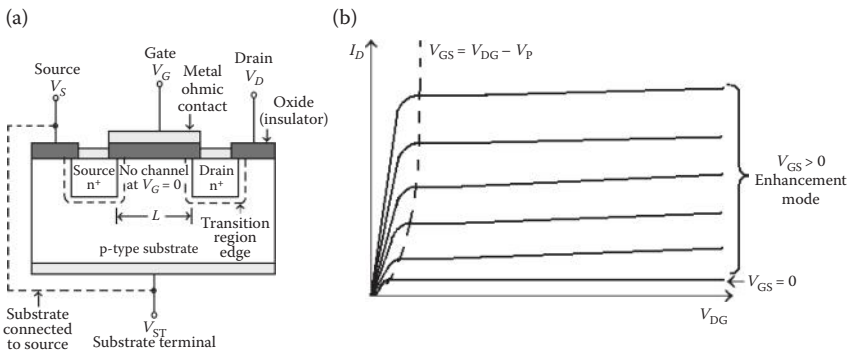 (a)
Gate
V_G
Source
V_S
Metal
ohmic
contact
Drain
V_D
Oxide
(insulator)
Source
n+
No channel
at V_G = 0
Drain
n+
L
Transition
region
edge
p-type substrate
Substrate
connected
to source
V_ST
Substrate terminal
(b)
I_D
V_GS = V_DG − V_P
V_GS > 0
Enhancement
mode
V_GS = 0
V_DG